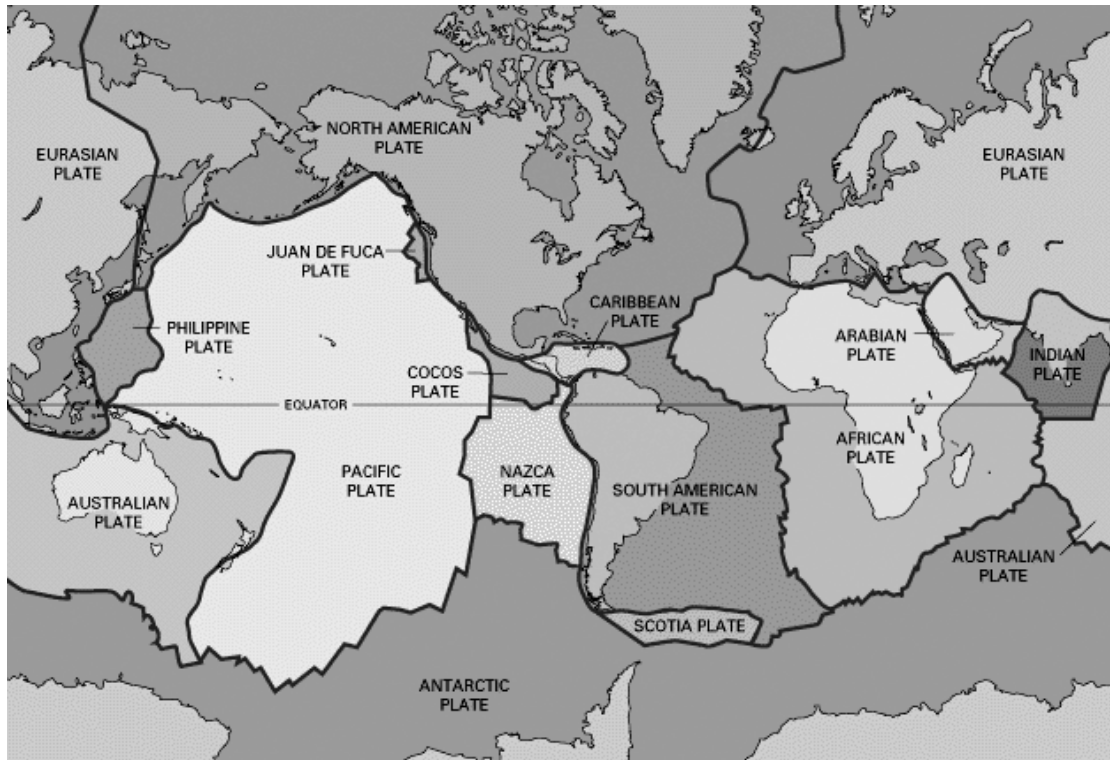 NORTH AMERICAN
PLATE
EURASIAN
PLATE
EURASIAN
PLATE
JUAN DE FUCA
PLATE
CARIBBEAN
PLATE
PHILIPPINE
PLATE
ARABIAN
PLATE
INDIAN
PLATE
COCOS
PLATE
EQUATOR
AFRICAN
PLATE
PACIFIC
PLATE
NAZCA
PLATE
SOUTH AMERICAN
PLATE
AUSTRALIAN
PLATE
AUSTRALIAN
PLATE
SCOTIA PLATE
ANTARCTIC
PLATE